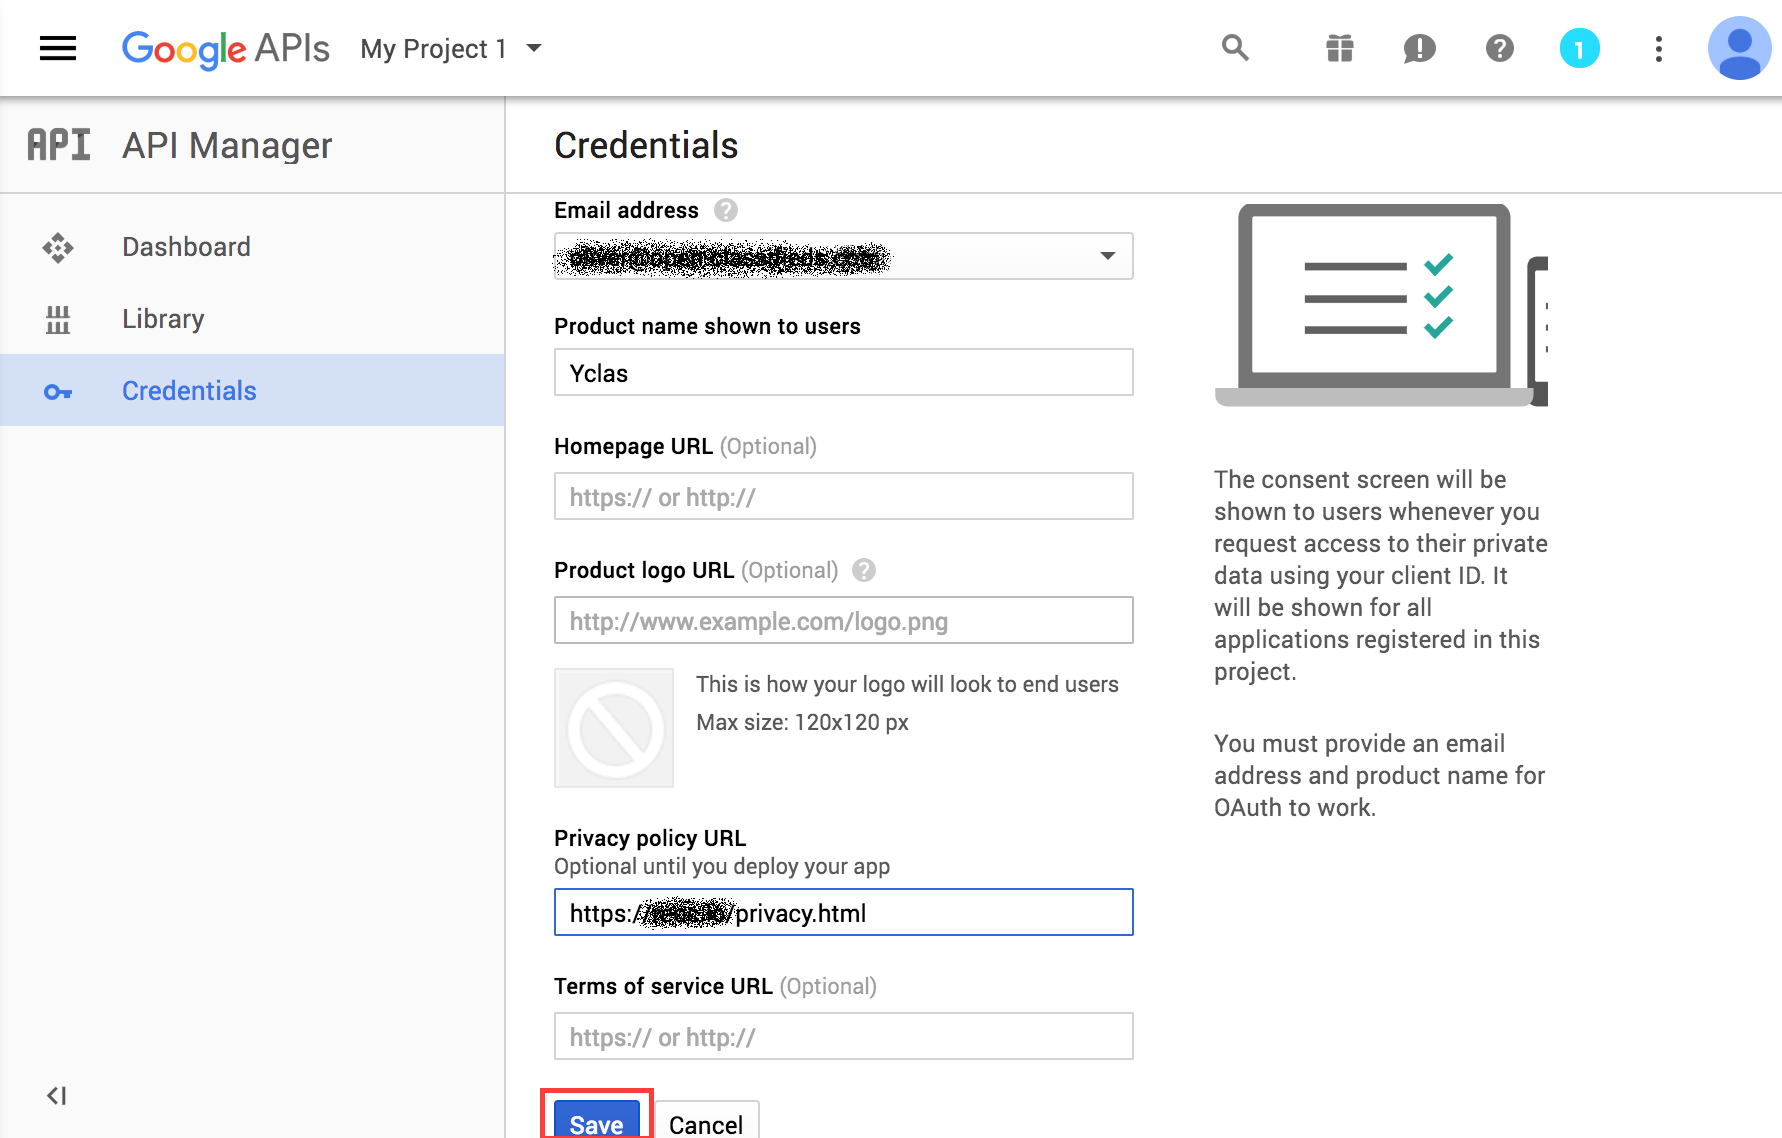 Google APIs My Project 1 1
API API Manager
Credentials
Dashboard
Library
Credentials
Email address ?
Product name shown to users
Yclas
Homepage URL (Optional)
https:// or http://
Product logo URL (Optional) ?
http://www.example.com/logo.png
This is how your logo will look to end users
Max size: 120x120 px
Privacy policy URL
Optional until you deploy your app
https:// /privacy.html
Terms of service URL (Optional)
https:// or http://
Save Cancel
The consent screen will be
shown to users whenever you
request access to their private
data using your client ID. It
will be shown for all
applications registered in this
project.
You must provide an email
address and product name for
OAuth to work.